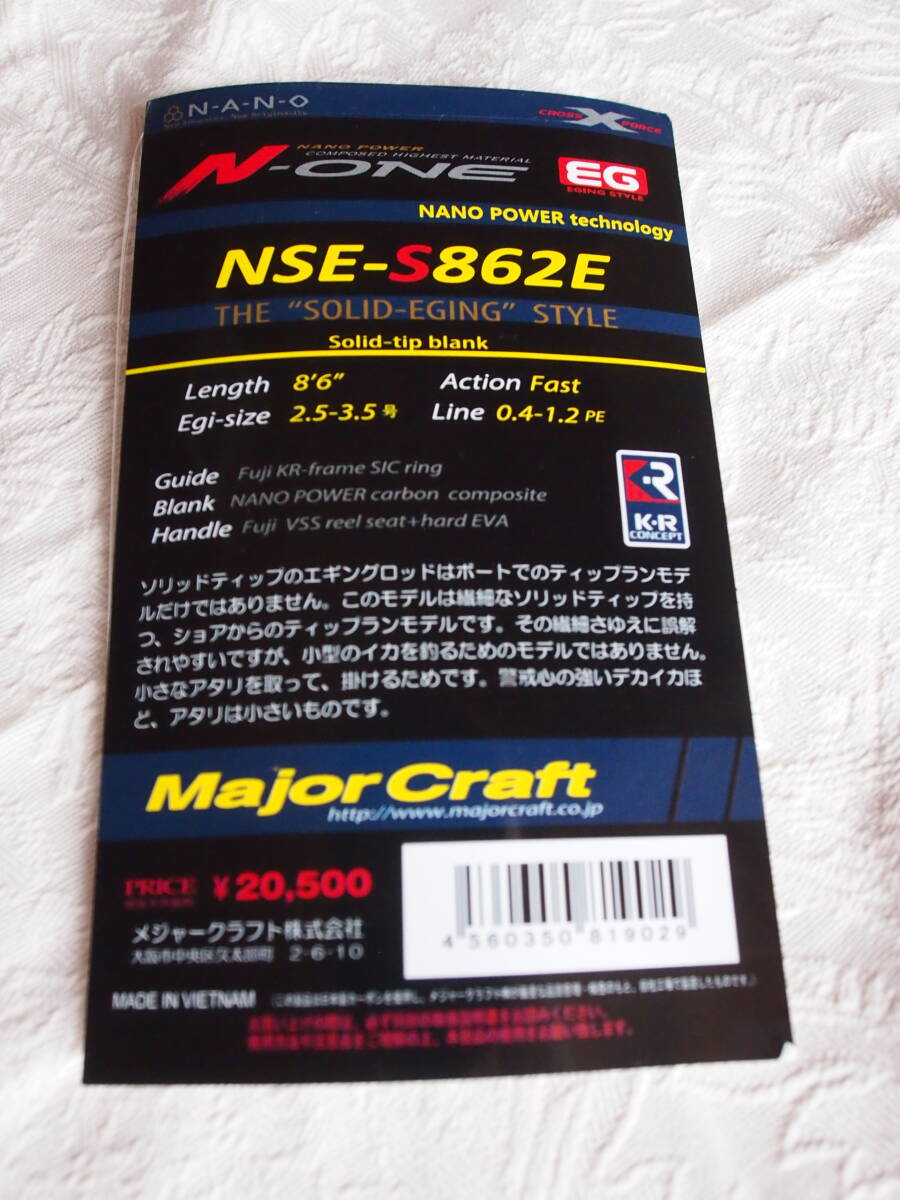 N-A-N-O
CROSS X FORCE
NANO POWER
COMPOSED HIGHEST MATERIAL
N-ONE
EG
EGING STYLE
NANO POWER technology
NSE-S862E
THE "SOLID-EGING" STYLE
Solid-tip blank
Length 8'6" Action Fast
Egi-size 2.5-3.5号 Line 0.4-1.2 PE
Guide Fuji KR-frame SIC ring
Blank NANO POWER carbon composite
Handle Fuji VSS reel seat+hard EVA
K・R
CONCEPT
ソリッドティップのエギングロッドはボートでのティップランモデ
ルだけではありません。このモデルは繊細なソリッドティップを持
つ、ショアからのティップランモデルです。その繊細さゆえに誤解
されやすいですが、小型のイカを釣るためのモデルではありません。
小さなアタリを取って、掛けるためです。警戒心の強いデカイカほ
ど、アタリは小さいものです。
Major Craft
http://www.majorcraft.co.jp
PRICE ¥20,500
メジャークラフト株式会社
大阪市中央区久太郎町 2-6-10
4 560350 819029
MADE IN VIETNAM